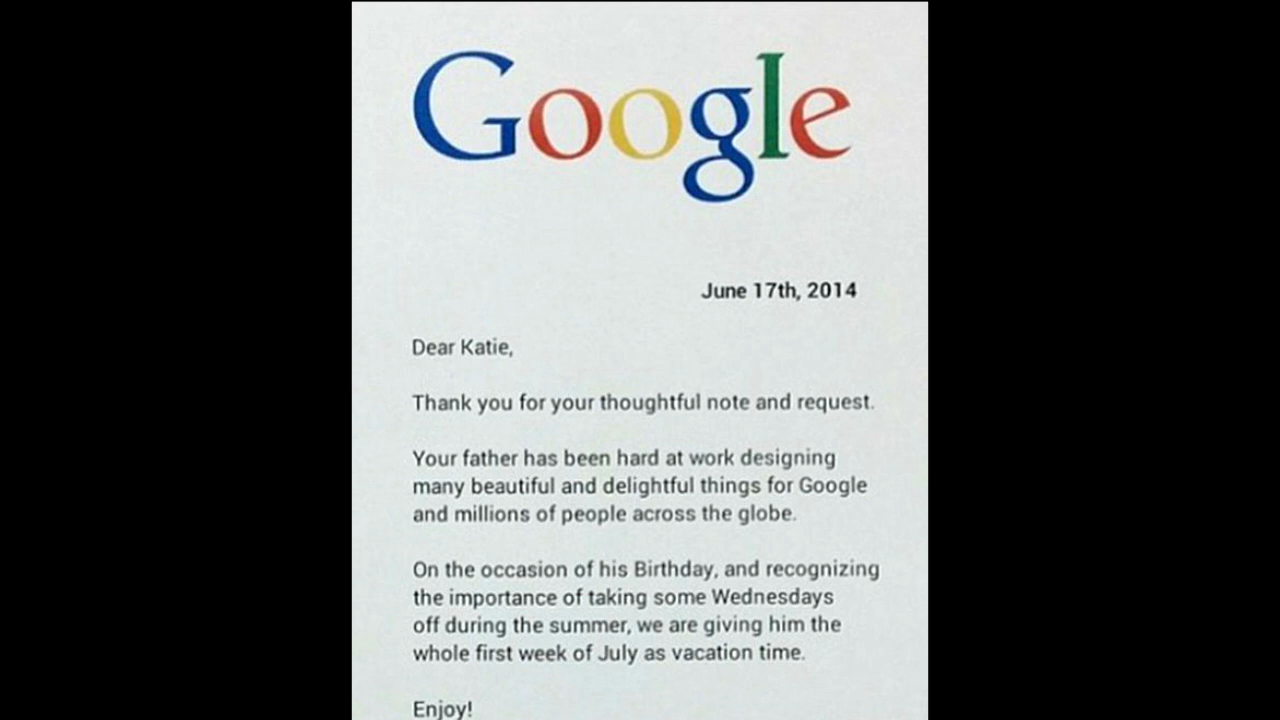 Google
June 17th, 2014
Dear Katie,
Thank you for your thoughtful note and request.
Your father has been hard at work designing
many beautiful and delightful things for Google
and millions of people across the globe.
On the occasion of his Birthday, and recognizing
the importance of taking some Wednesdays
off during the summer, we are giving him the
whole first week of July as vacation time.
Enjoy!